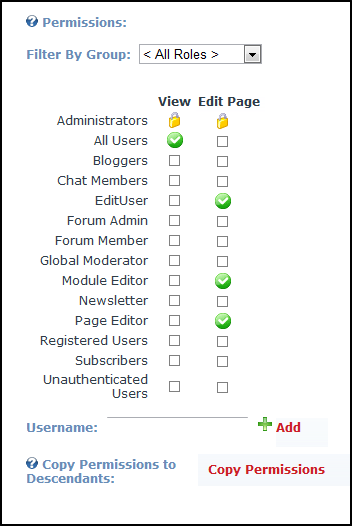 Permissions:
Filter By Group: < All Roles >
View Edit Page
Administrators
All Users
Bloggers
Chat Members
EditUser
Forum Admin
Forum Member
Global Moderator
Module Editor
Newsletter
Page Editor
Registered Users
Subscribers
Unauthenticated
Users
Username: Add
Copy Permissions to
Descendants:
Copy Permissions